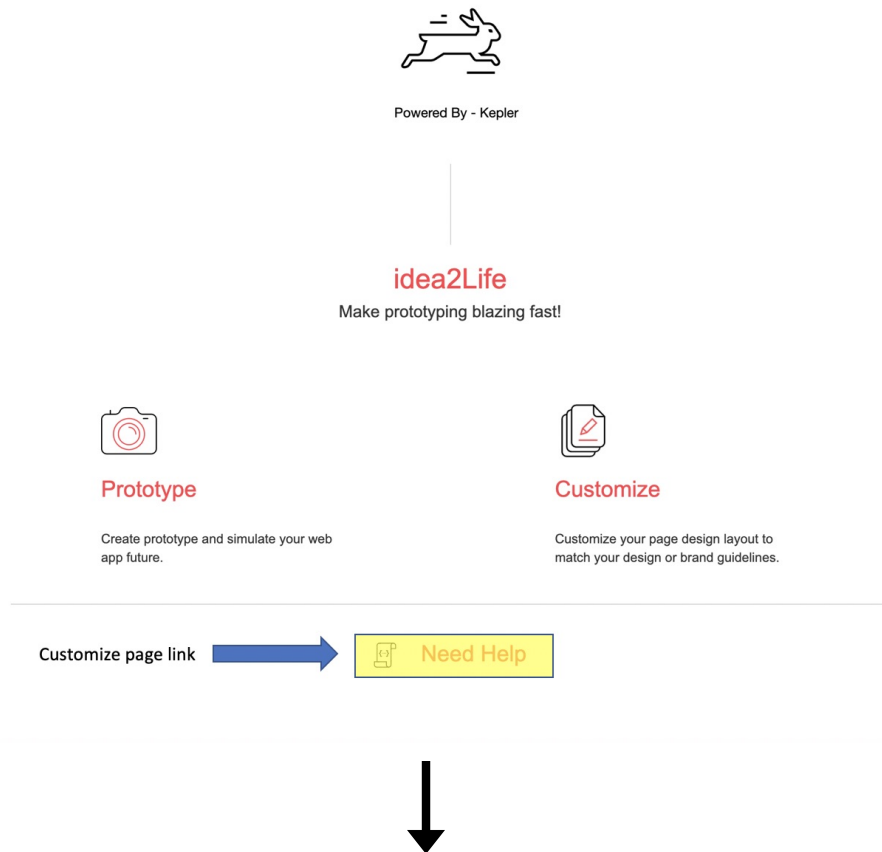 Powered By - Kepler
idea2Life
Make prototyping blazing fast!
Prototype
Create prototype and simulate your web
app future.
Customize
Customize your page design layout to
match your design or brand guidelines.
Customize page link
Need Help